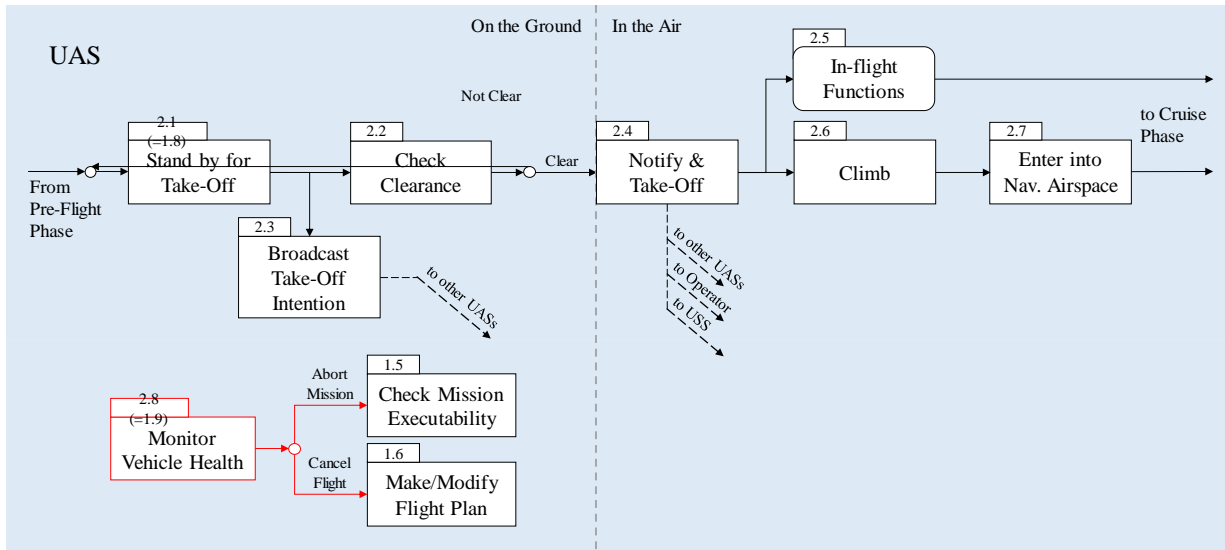 On the Ground
In the Air
UAS
2.5
In-flight
Functions
Not Clear
to Cruise
Phase
2.1
(=1.8)
Stand by for
Take-Off
2.2
Check
Clearance
Clear
2.4
Notify &
Take-Off
2.6
Climb
2.7
Enter into
Nav. Airspace
From
Pre-Flight
Phase
2.3
Broadcast
Take-Off
Intention
to other UASs
to other UASs
to Operator
to USS
2.8
(=1.9)
Monitor
Vehicle Health
Abort
Mission
1.5
Check Mission
Executability
Cancel
Flight
1.6
Make/Modify
Flight Plan